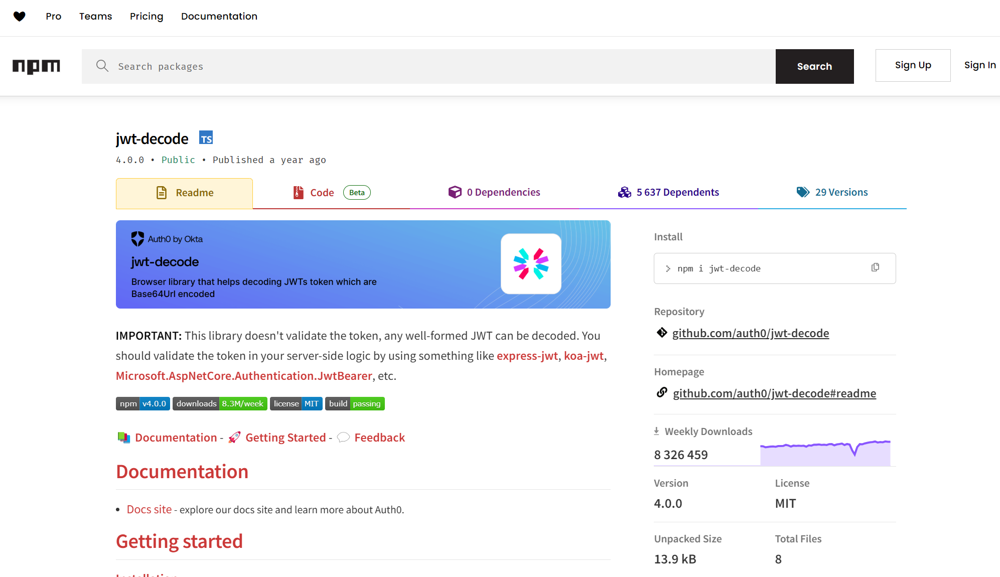 Pro Teams Pricing Documentation
npm Search packages Search Sign Up Sign In
jwt-decode TS
4.0.0 • Public • Published a year ago
Readme Code Beta 0 Dependencies 5 637 Dependents 29 Versions
Auth0 by Okta
jwt-decode
Browser library that helps decoding JWTs token which are
Base64Url encoded
IMPORTANT: This library doesn't validate the token, any well-formed JWT can be decoded. You
should validate the token in your server-side logic by using something like express-jwt, koa-jwt,
Microsoft.AspNetCore.Authentication.JwtBearer, etc.
npm v4.0.0 downloads 8.3M/week license MIT build passing
Documentation - Getting Started - Feedback
Documentation
• Docs site - explore our docs site and learn more about Auth0.
Getting started
Installation
Install
> npm i jwt-decode
Repository
github.com/auth0/jwt-decode
Homepage
github.com/auth0/jwt-decode#readme
Weekly Downloads
8 326 459
Version License
4.0.0 MIT
Unpacked Size Total Files
13.9 kB 8